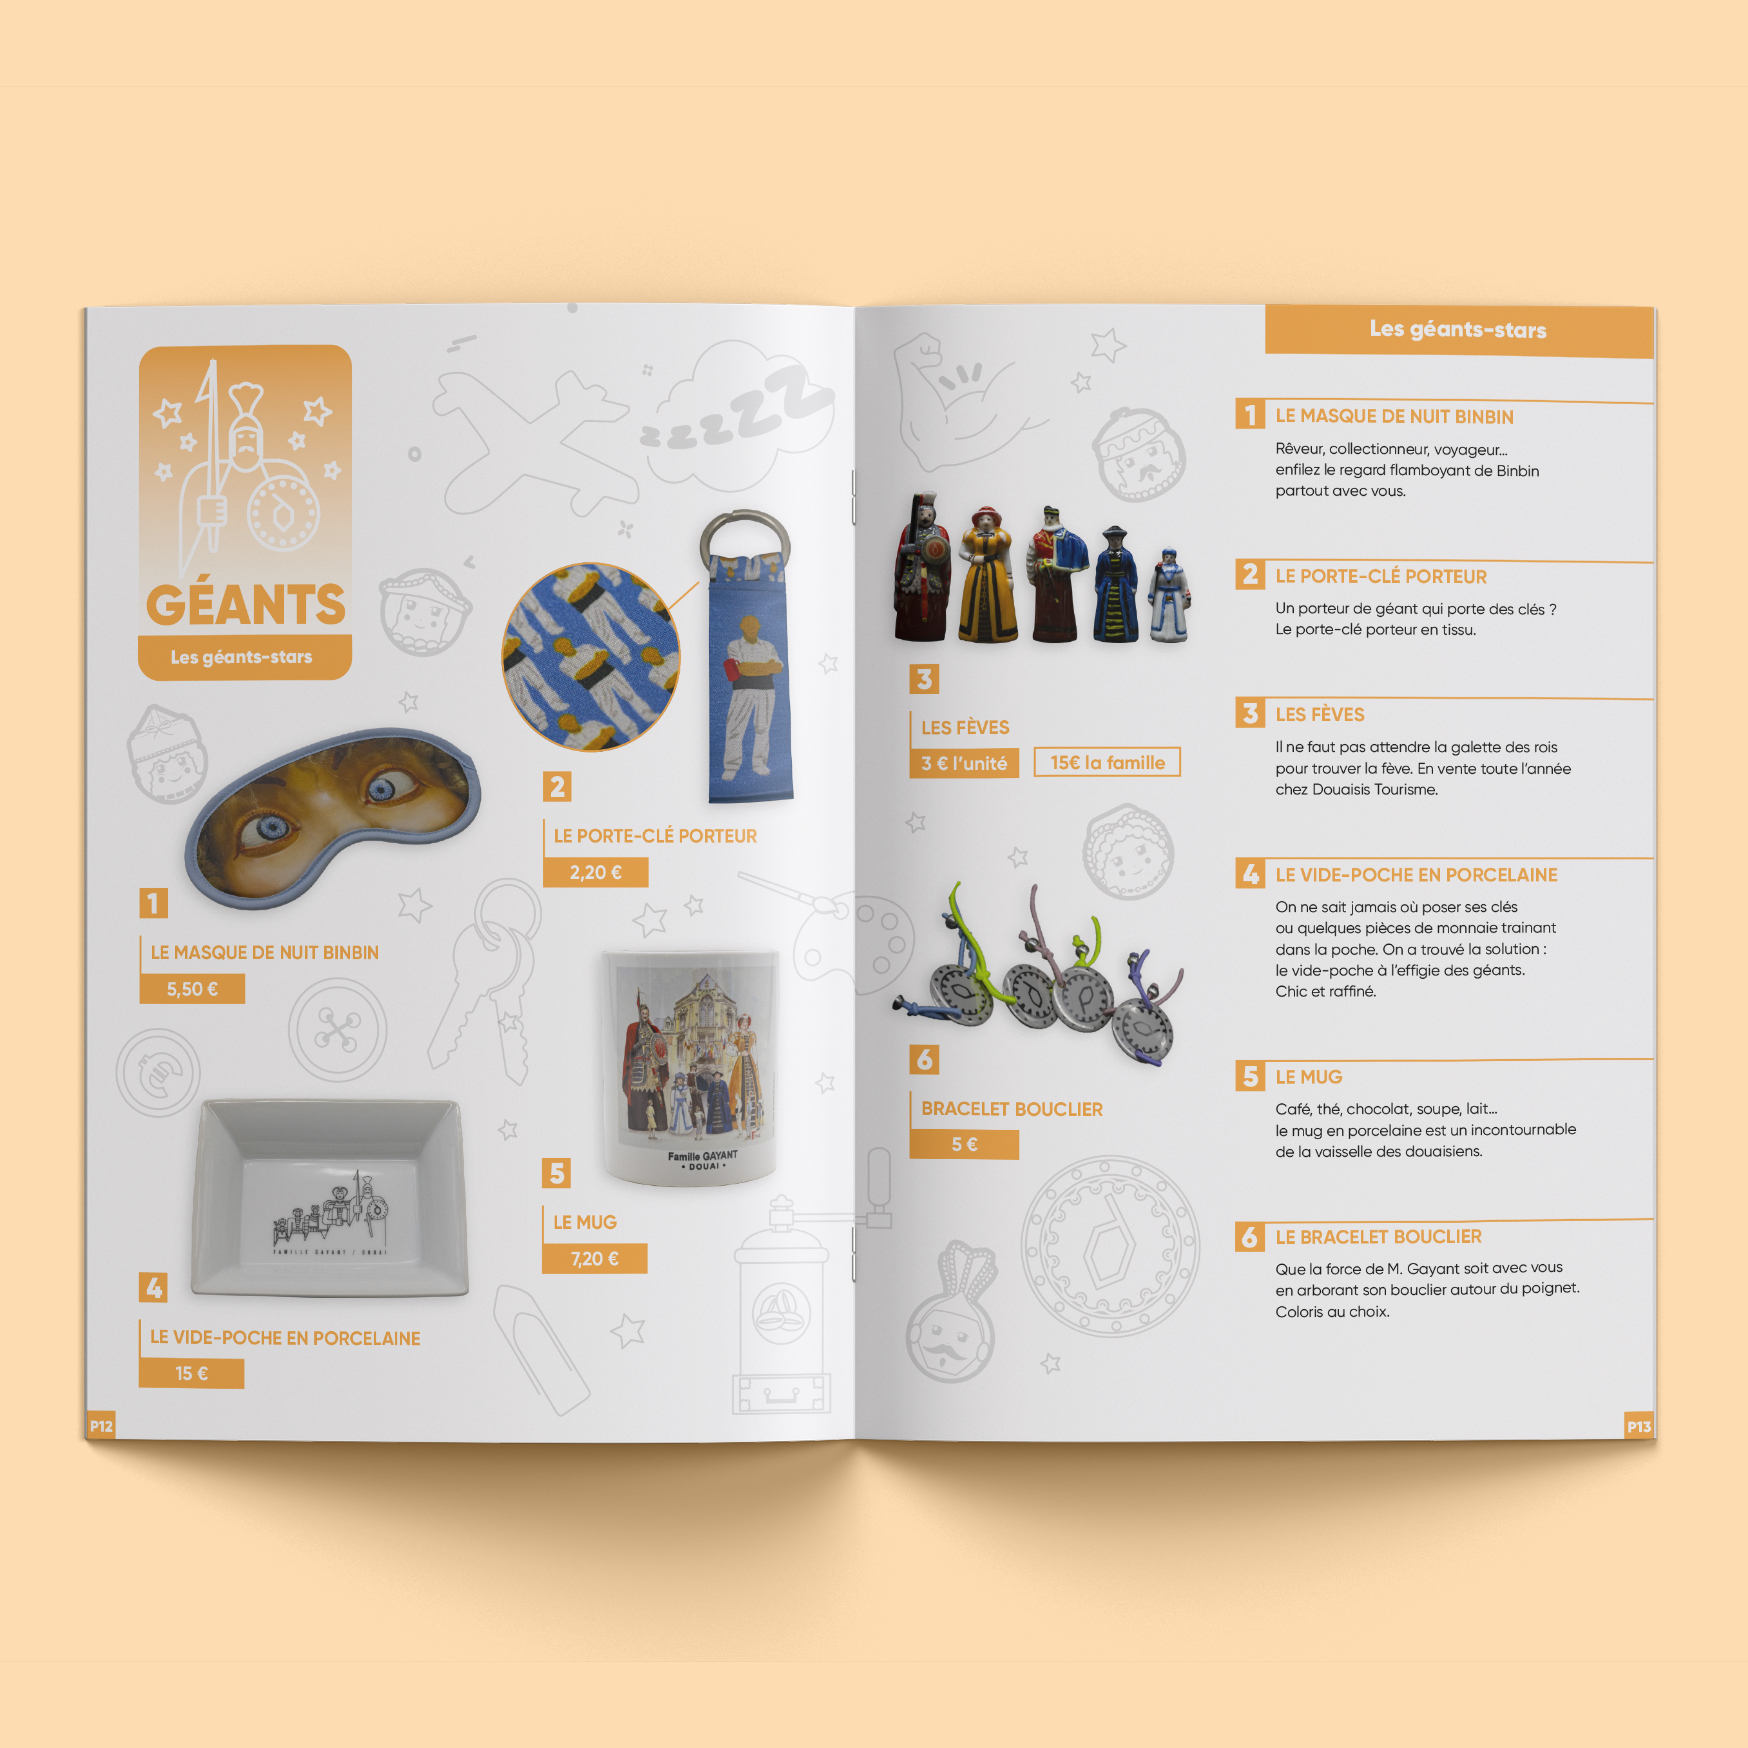 GÉANTS
Les géants-stars
zzzzZ
1
LE MASQUE DE NUIT BINBIN
5,50 €
2
LE PORTE-CLÉ PORTEUR
2,20 €
4
LE VIDE-POCHE EN PORCELAINE
15 €
FAMILLE GAYANT / DOUAI
Famille GAYANT
• DOUAI •
5
LE MUG
7,20 €
P12
3
LES FÈVES
3 € l'unité
15€ la famille
6
BRACELET BOUCLIER
5 €
Les géants-stars
1 LE MASQUE DE NUIT BINBIN
Rêveur, collectionneur, voyageur...
enfilez le regard flamboyant de Binbin
partout avec vous.
2 LE PORTE-CLÉ PORTEUR
Un porteur de géant qui porte des clés ?
Le porte-clé porteur en tissu.
3 LES FÈVES
Il ne faut pas attendre la galette des rois
pour trouver la fève. En vente toute l'année
chez Douaisis Tourisme.
4 LE VIDE-POCHE EN PORCELAINE
On ne sait jamais où poser ses clés
ou quelques pièces de monnaie trainant
dans la poche. On a trouvé la solution :
le vide-poche à l'effigie des géants.
Chic et raffiné.
5 LE MUG
Café, thé, chocolat, soupe, lait...
le mug en porcelaine est un incontournable
de la vaisselle des douaisiens.
6 LE BRACELET BOUCLIER
Que la force de M. Gayant soit avec vous
en arborant son bouclier autour du poignet.
Coloris au choix.
P13